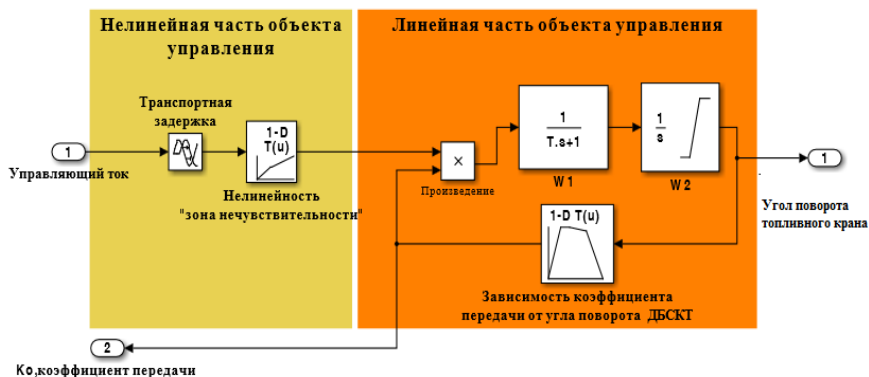 Нелинейная часть объекта
управления
Линейная часть объекта управления
Транспортная
задержка
1-D
T(u)
1
Управляющий ток
Нелинейность
"зона нечувствительности"
×
Произведение
1
T.s+1
W 1
1
s
W 2
1
Угол поворота
топливного крана
1-D T(u)
Зависимость коэффициента
передачи от угла поворота ДБСКТ
2
Ko,коэффициент передачи